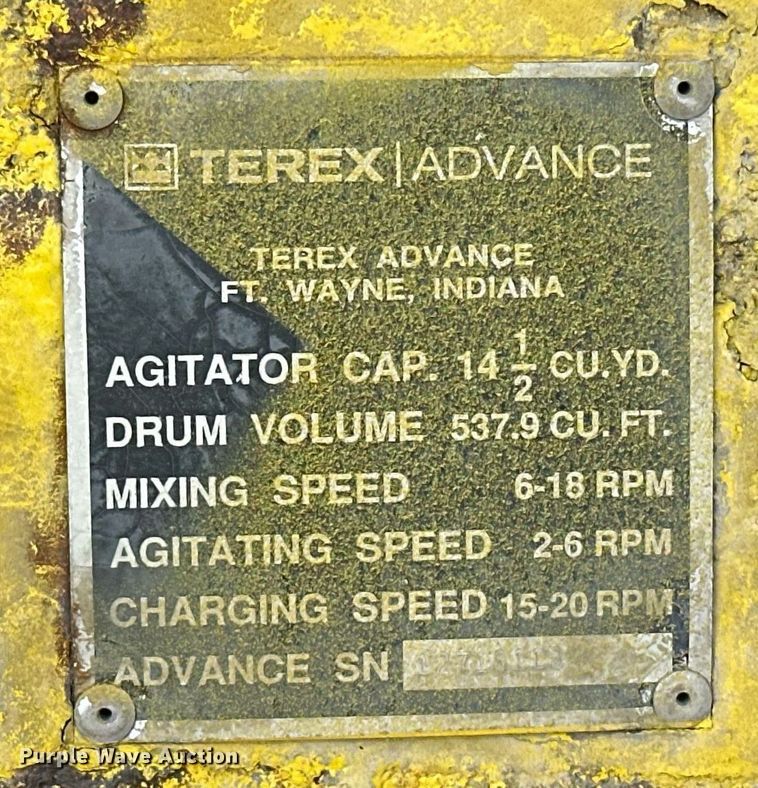 TEREX | ADVANCE
TEREX ADVANCE
FT. WAYNE, INDIANA
AGITATOR CAP. 14 1/2 CU.YD.
DRUM VOLUME 537.9 CU. FT.
MIXING SPEED 6-18 RPM
AGITATING SPEED 2-6 RPM
CHARGING SPEED 15-20 RPM
ADVANCE SN
Purple Wave Auction